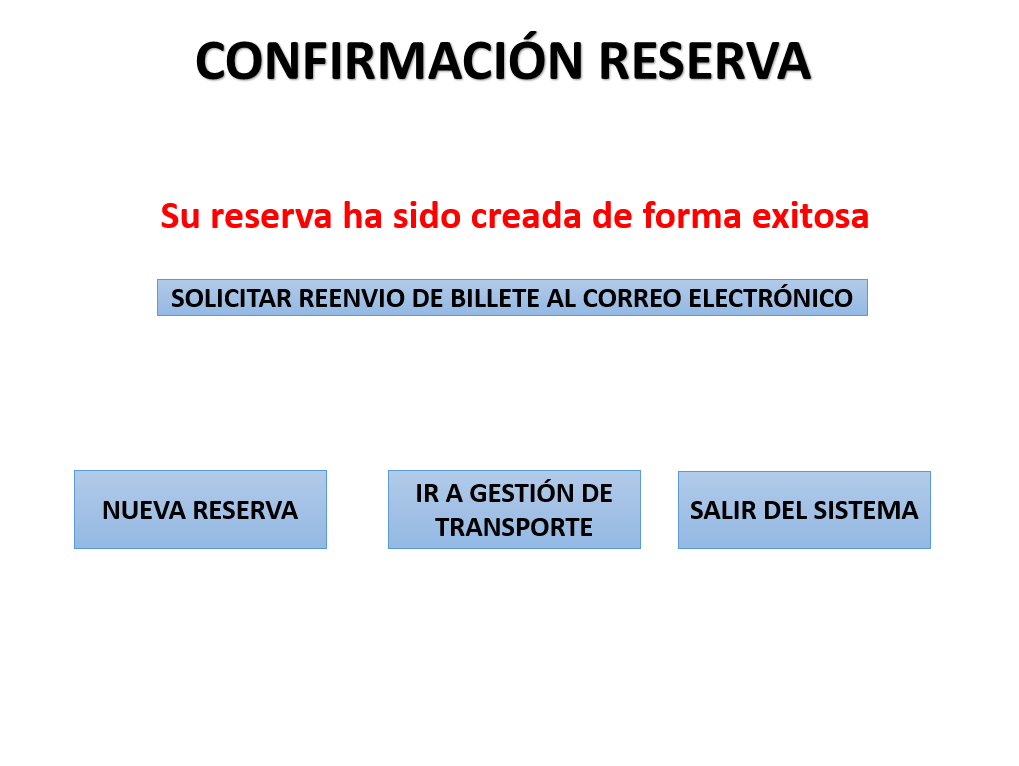 CONFIRMACIÓN RESERVA
Su reserva ha sido creada de forma exitosa
SOLICITAR REENVIO DE BILLETE AL CORREO ELECTRÓNICO
NUEVA RESERVA
IR A GESTIÓN DE
TRANSPORTE
SALIR DEL SISTEMA